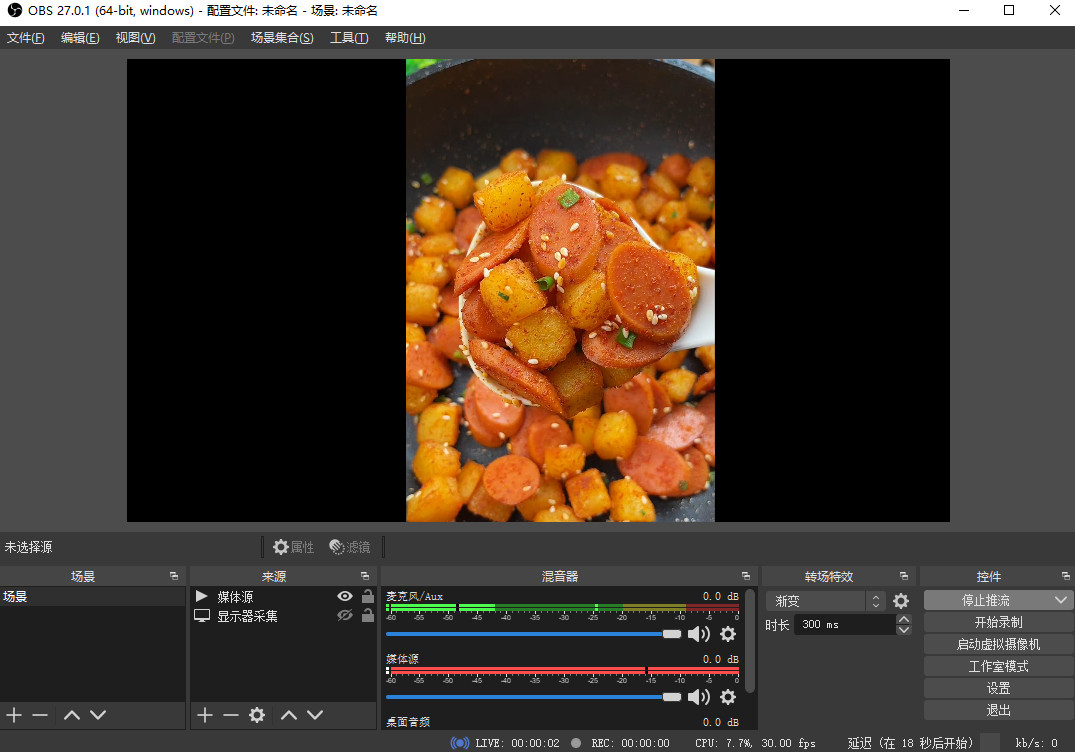 OBS 27.0.1 (64-bit, windows) - 配置文件: 未命名 - 场景: 未命名
文件(F) 编辑(E) 视图(V) 配置文件(P) 场景集合(S) 工具(T) 帮助(H)
未选择源 属性 滤镜
场景 来源 混音器 转场特效 控件
场景
媒体源
显示器采集
麦克风/Aux 0.0 dB
-60 -55 -50 -45 -40 -35 -30 -25 -20 -15 -10 -5 0
媒体源 0.0 dB
-60 -55 -50 -45 -40 -35 -30 -25 -20 -15 -10 -5 0
桌面音频 0.0 dB
渐变
时长 300 ms
停止推流
开始录制
启动虚拟摄像机
工作室模式
设置
退出
LIVE: 00:00:02 REC: 00:00:00 CPU: 7.7%, 30.00 fps 延迟 (在 18 秒后开始) kb/s: 0